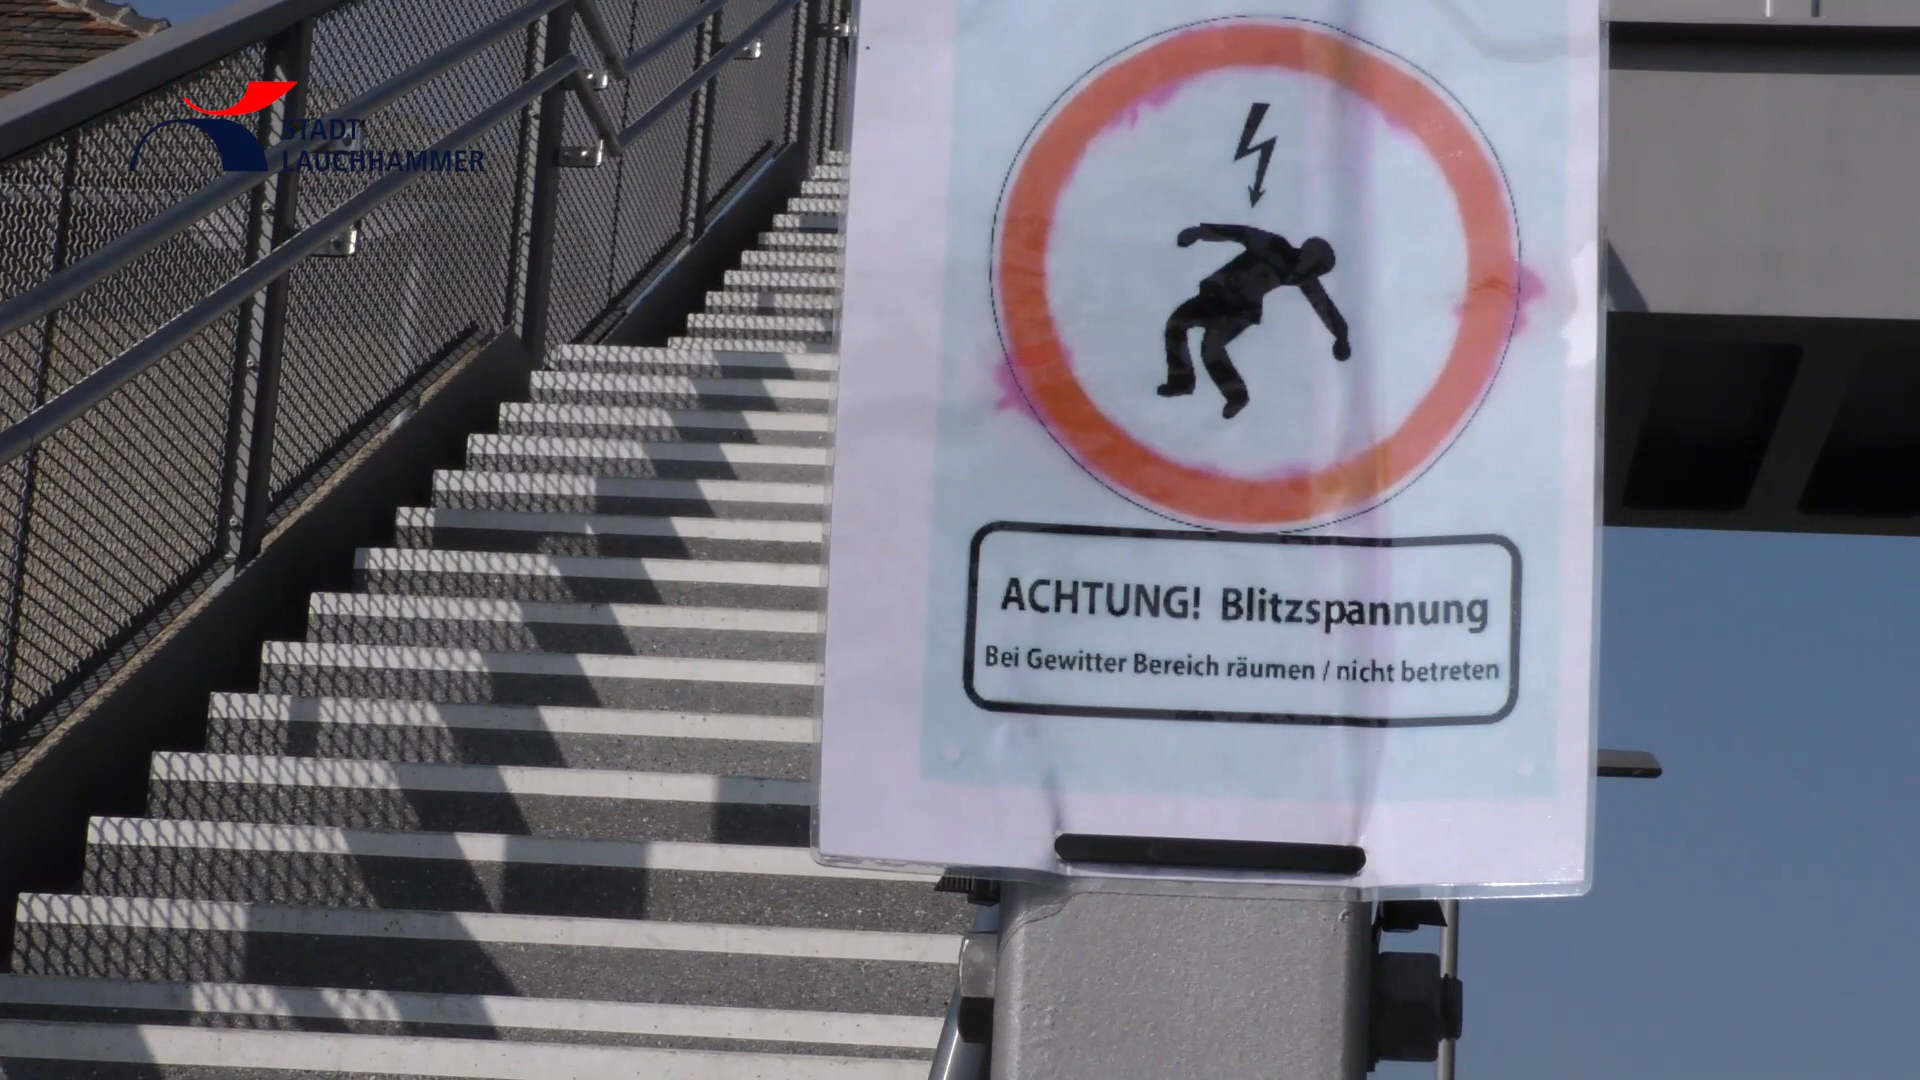 STADT
LAUCHHAMMER
ACHTUNG! Blitzspannung
Bei Gewitter Bereich räumen / nicht betreten